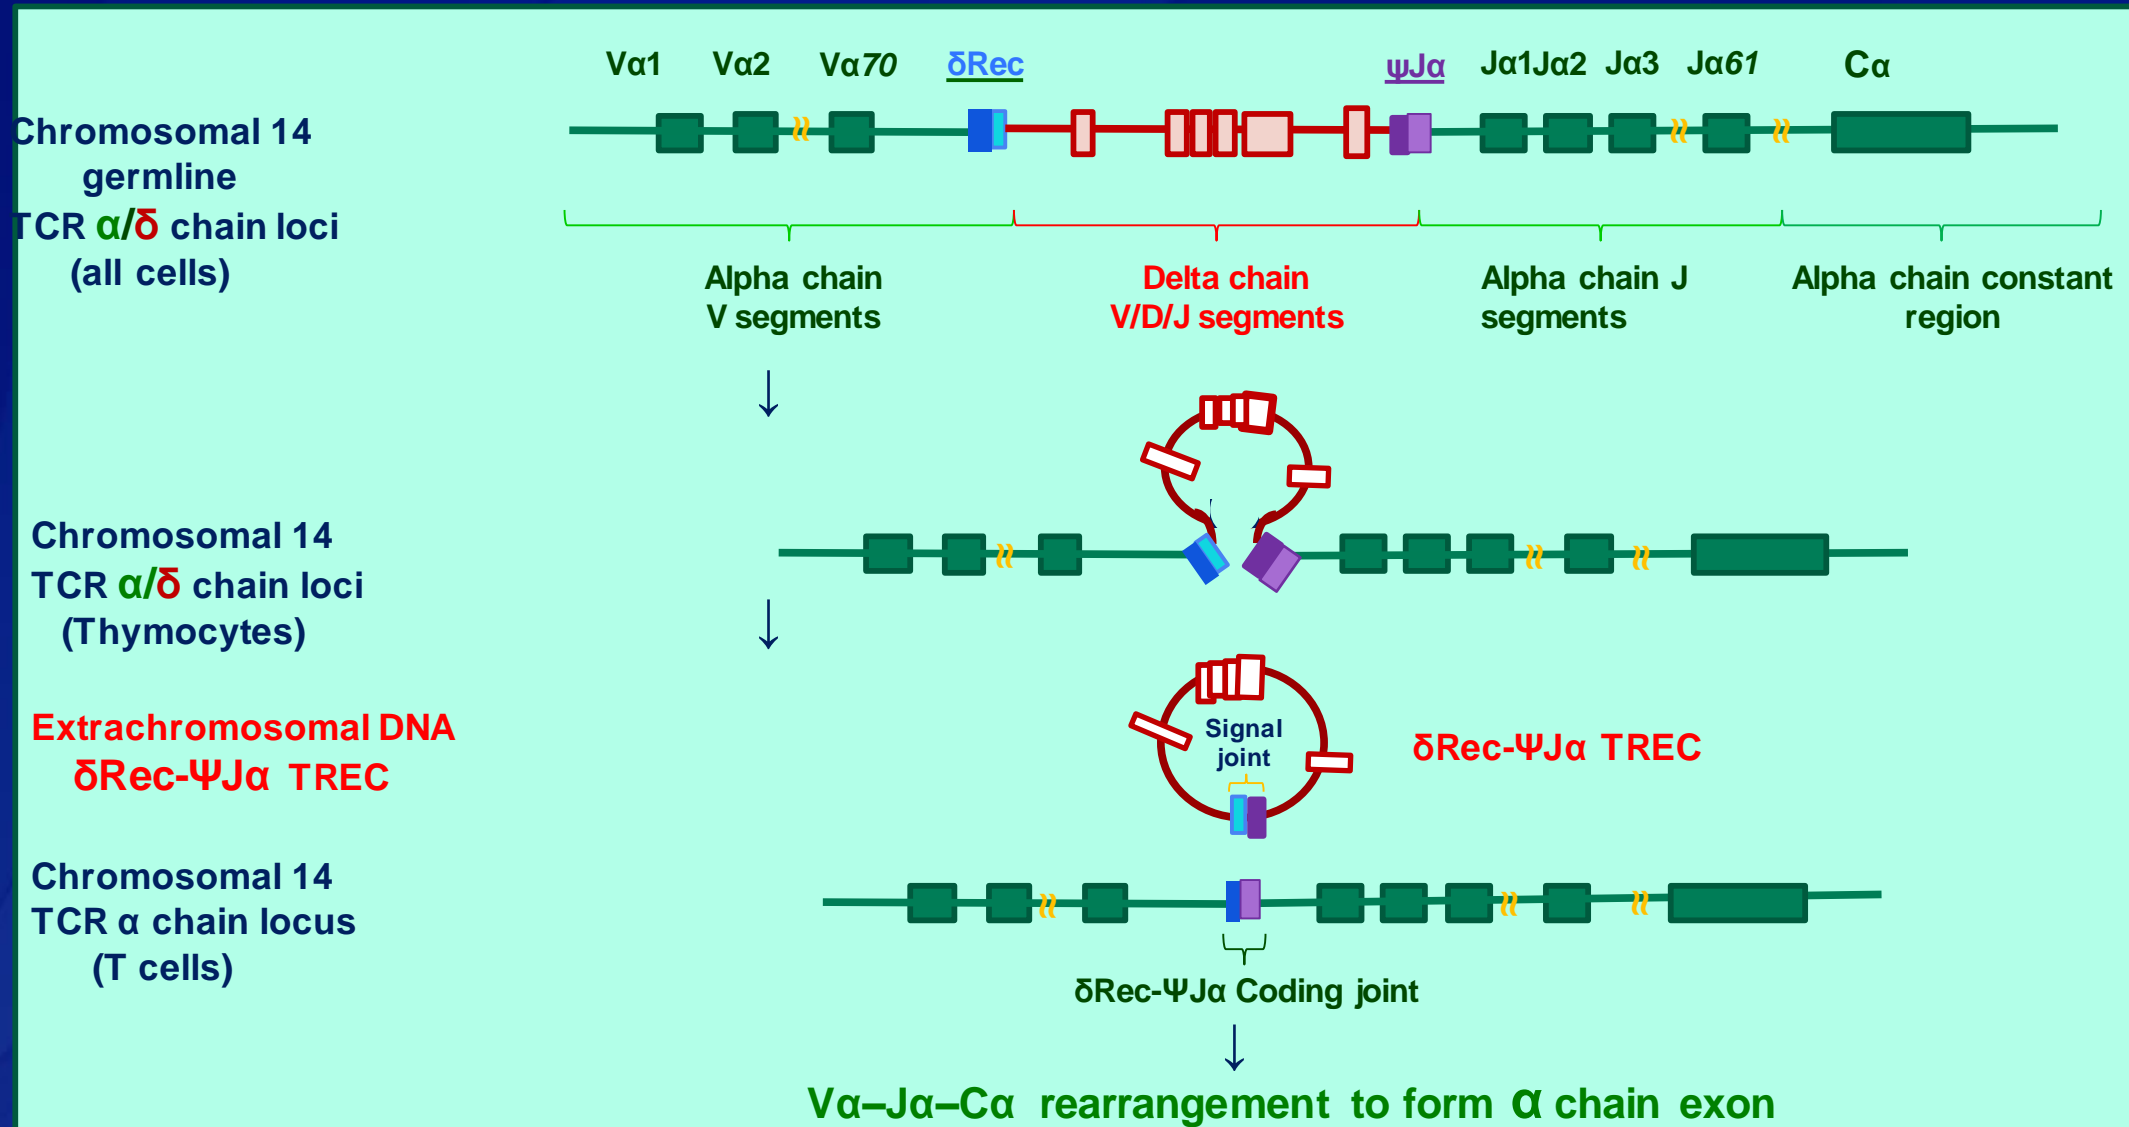 Vα1 Vα2 Vα70 δRec ψJα Jα1Jα2 Jα3 Jα61 Cα
Chromosomal 14
germline
TCR α/δ chain loci
(all cells)
Alpha chain
V segments
Delta chain
V/D/J segments
Alpha chain J
segments
Alpha chain constant
region
↓
Chromosomal 14
TCR α/δ chain loci
(Thymocytes)
↓
Extrachromosomal DNA
δRec-ΨJα TREC
Signal
joint
δRec-ΨJα TREC
Chromosomal 14
TCR α chain locus
(T cells)
δRec-ΨJα Coding joint
↓
Vα–Jα–Cα rearrangement to form α chain exon